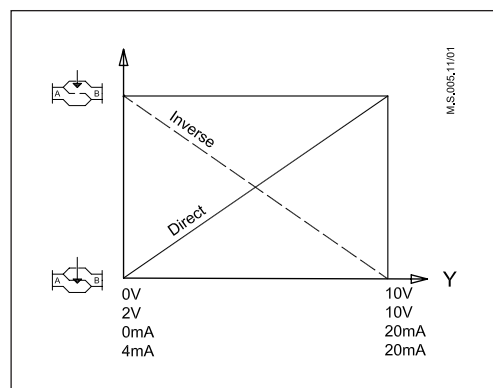 A B
M.S.005.11/01
Inverse
Direct
A B
Y
0V 10V
2V 10V
0mA 20mA
4mA 20mA